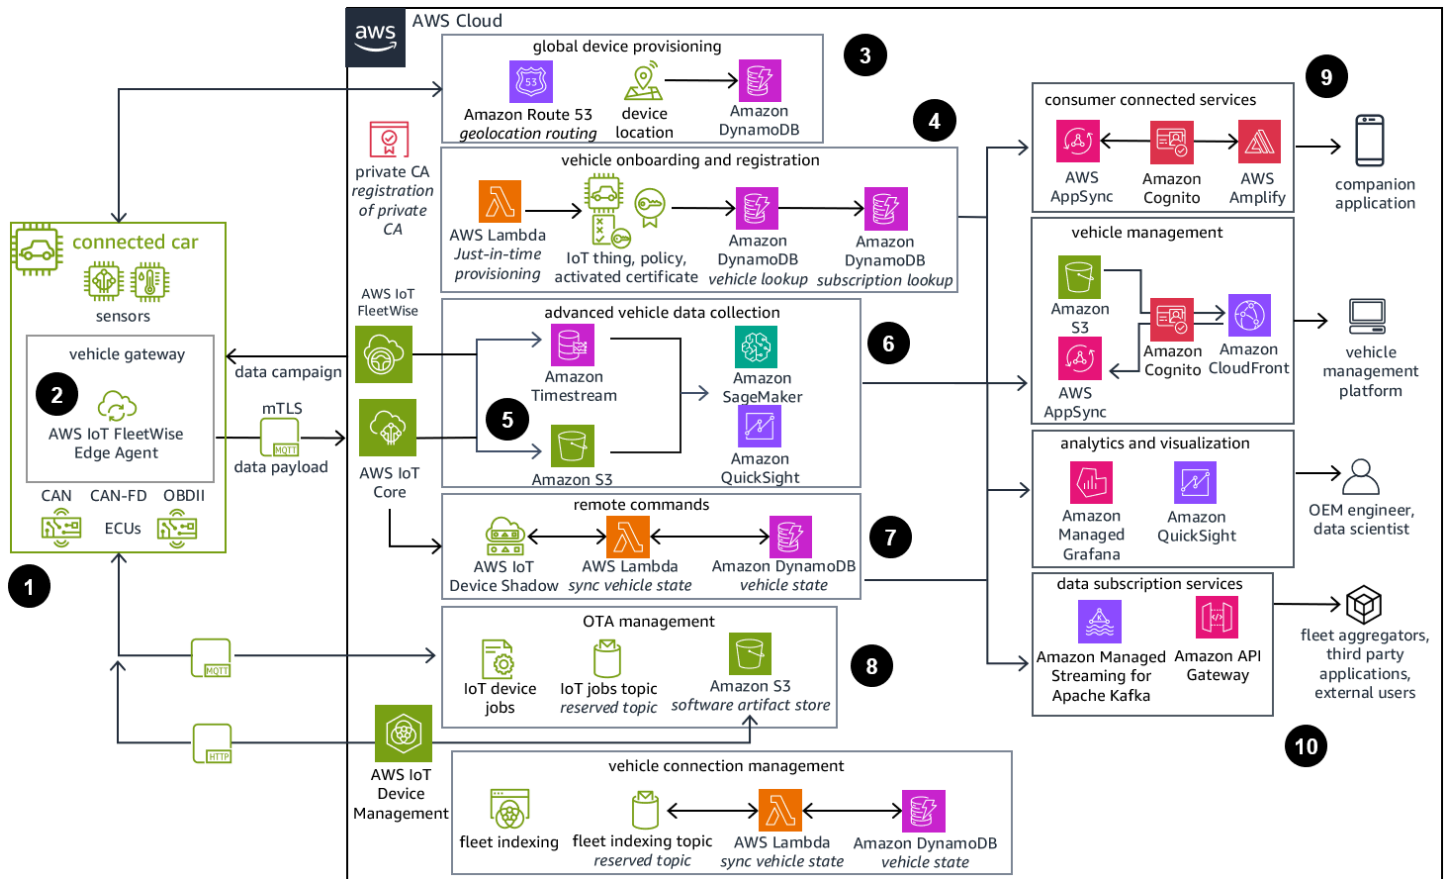 aws
AWS Cloud
global device provisioning
53
Amazon Route 53
geolocation routing
device
location
Amazon
DynamoDB
3
private CA
registration
of private
CA
vehicle onboarding and registration
AWS Lambda
Just-in-time
provisioning
IoT thing, policy,
activated certificate
Amazon
DynamoDB
vehicle lookup
Amazon
DynamoDB
subscription lookup
4
connected car
sensors
vehicle gateway
2
AWS IoT FleetWise
Edge Agent
CAN
CAN-FD
OBDII
ECUs
1
data campaign
mTLS
MQTT
data payload
AWS IoT
FleetWise
AWS IoT
Core
advanced vehicle data collection
Amazon
Timestream
5
Amazon S3
Amazon
SageMaker
Amazon
QuickSight
6
remote commands
AWS IoT
Device Shadow
AWS Lambda
sync vehicle state
Amazon DynamoDB
vehicle state
7
MQTT
HTTP
OTA management
IoT device
jobs
IoT jobs topic
reserved topic
Amazon S3
software artifact store
8
AWS IoT
Device
Management
vehicle connection management
fleet indexing
fleet indexing topic
reserved topic
AWS Lambda
sync vehicle state
Amazon DynamoDB
vehicle state
9
consumer connected services
AWS
AppSync
Amazon
Cognito
AWS
Amplify
companion
application
vehicle management
Amazon
S3
AWS
AppSync
Amazon
Cognito
Amazon
CloudFront
vehicle
management
platform
analytics and visualization
Amazon
Managed
Grafana
Amazon
QuickSight
OEM engineer,
data scientist
data subscription services
Amazon Managed
Streaming for
Apache Kafka
Amazon API
Gateway
fleet aggregators,
third party
applications,
external users
10